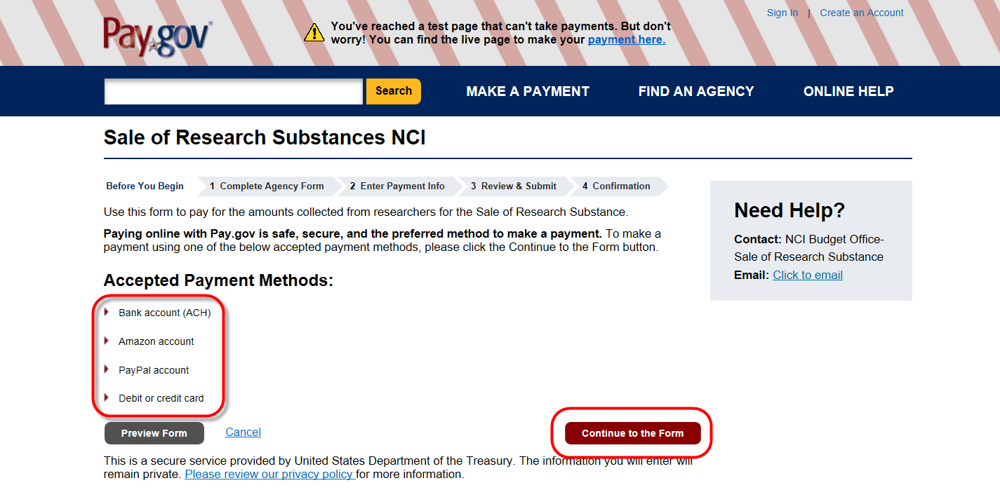 Sign In | Create an Account
Pay.gov®
You've reached a test page that can't take payments. But don't
worry! You can find the live page to make your payment here.
Search
MAKE A PAYMENT
FIND AN AGENCY
ONLINE HELP
Sale of Research Substances NCI
Before You Begin
1 Complete Agency Form
2 Enter Payment Info
3 Review & Submit
4 Confirmation
Use this form to pay for the amounts collected from researchers for the Sale of Research Substance.
Paying online with Pay.gov is safe, secure, and the preferred method to make a payment. To make a
payment using one of the below accepted payment methods, please click the Continue to the Form button.
Accepted Payment Methods:
Bank account (ACH)
Amazon account
PayPal account
Debit or credit card
Preview Form
Cancel
Continue to the Form
This is a secure service provided by United States Department of the Treasury. The information you will enter will
remain private. Please review our privacy policy for more information.
Need Help?
Contact: NCI Budget Office-
Sale of Research Substance
Email: Click to email